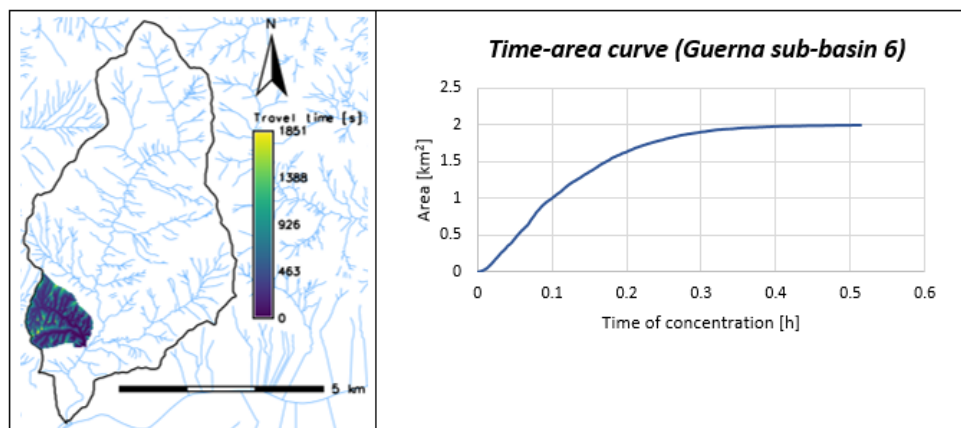 N
Travel time [s]
1851
1388
926
463
0
5 km
Time-area curve (Guerna sub-basin 6)
2.5
2
1.5
1
0.5
0
Area [km²]
0 0.1 0.2 0.3 0.4 0.5 0.6
Time of concentration [h]